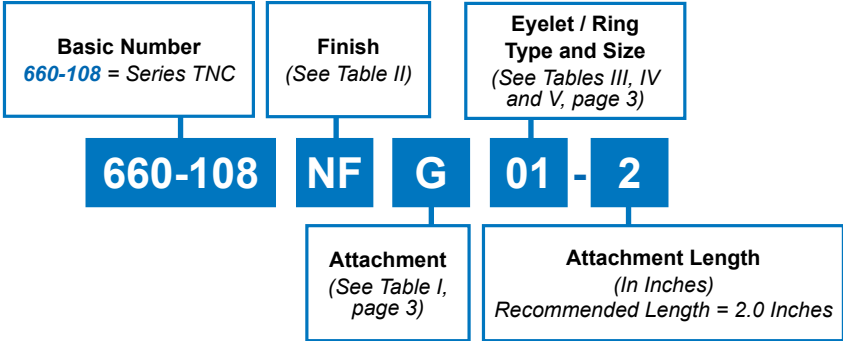 Basic Number
660-108 = Series TNC
Finish
(See Table II)
Eyelet / Ring
Type and Size
(See Tables III, IV
and V, page 3)
660-108 NF G 01 - 2
Attachment
(See Table I,
page 3)
Attachment Length
(In Inches)
Recommended Length = 2.0 Inches